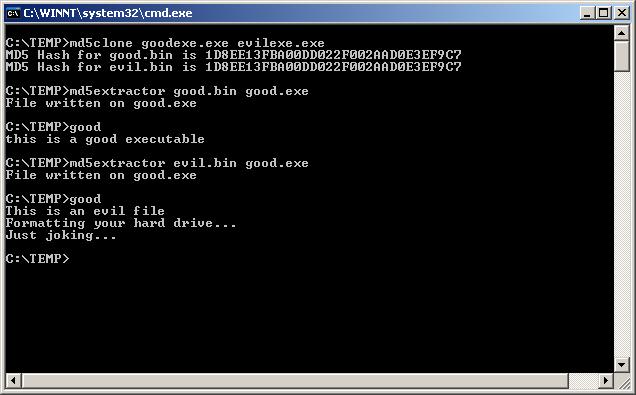 C:\WINNT\system32\cmd.exe
C:\TEMP>md5clone goodexe.exe evilexe.exe
MD5 Hash for good.bin is 1D8EE13FBA00DD022F002AAD0E3EF9C7
MD5 Hash for evil.bin is 1D8EE13FBA00DD022F002AAD0E3EF9C7
C:\TEMP>md5extractor good.bin good.exe
File written on good.exe
C:\TEMP>good
this is a good executable
C:\TEMP>md5extractor evil.bin good.exe
File written on good.exe
C:\TEMP>good
This is an evil file
Formatting your hard drive...
Just joking...
C:\TEMP>